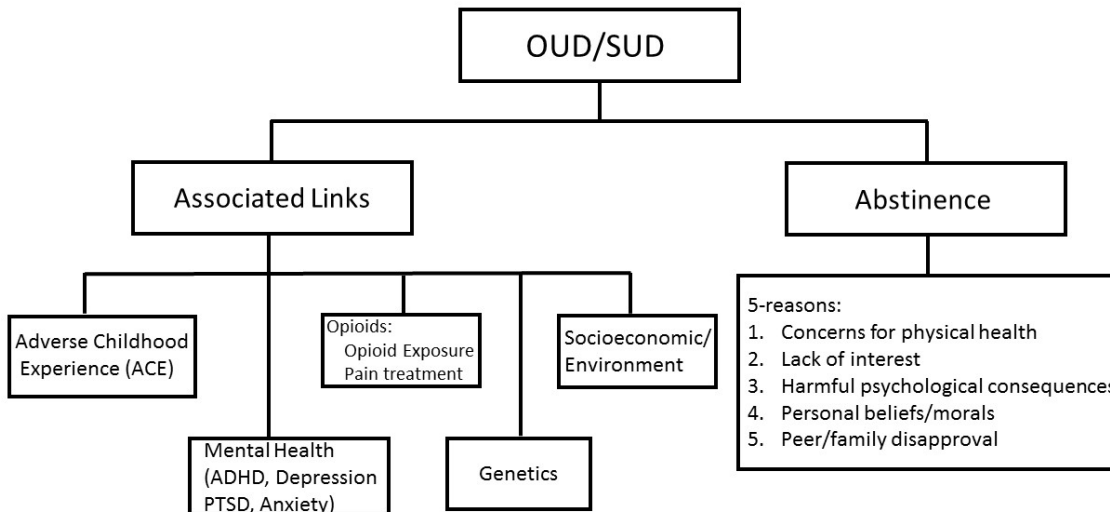 OUD/SUD
Associated Links
Abstinence
Adverse Childhood
Experience (ACE)
Opioids:
Opioid Exposure
Pain treatment
Socioeconomic/
Environment
5-reasons:
1. Concerns for physical health
2. Lack of interest
3. Harmful psychological consequences
4. Personal beliefs/morals
5. Peer/family disapproval
Mental Health
(ADHD, Depression
PTSD, Anxiety)
Genetics